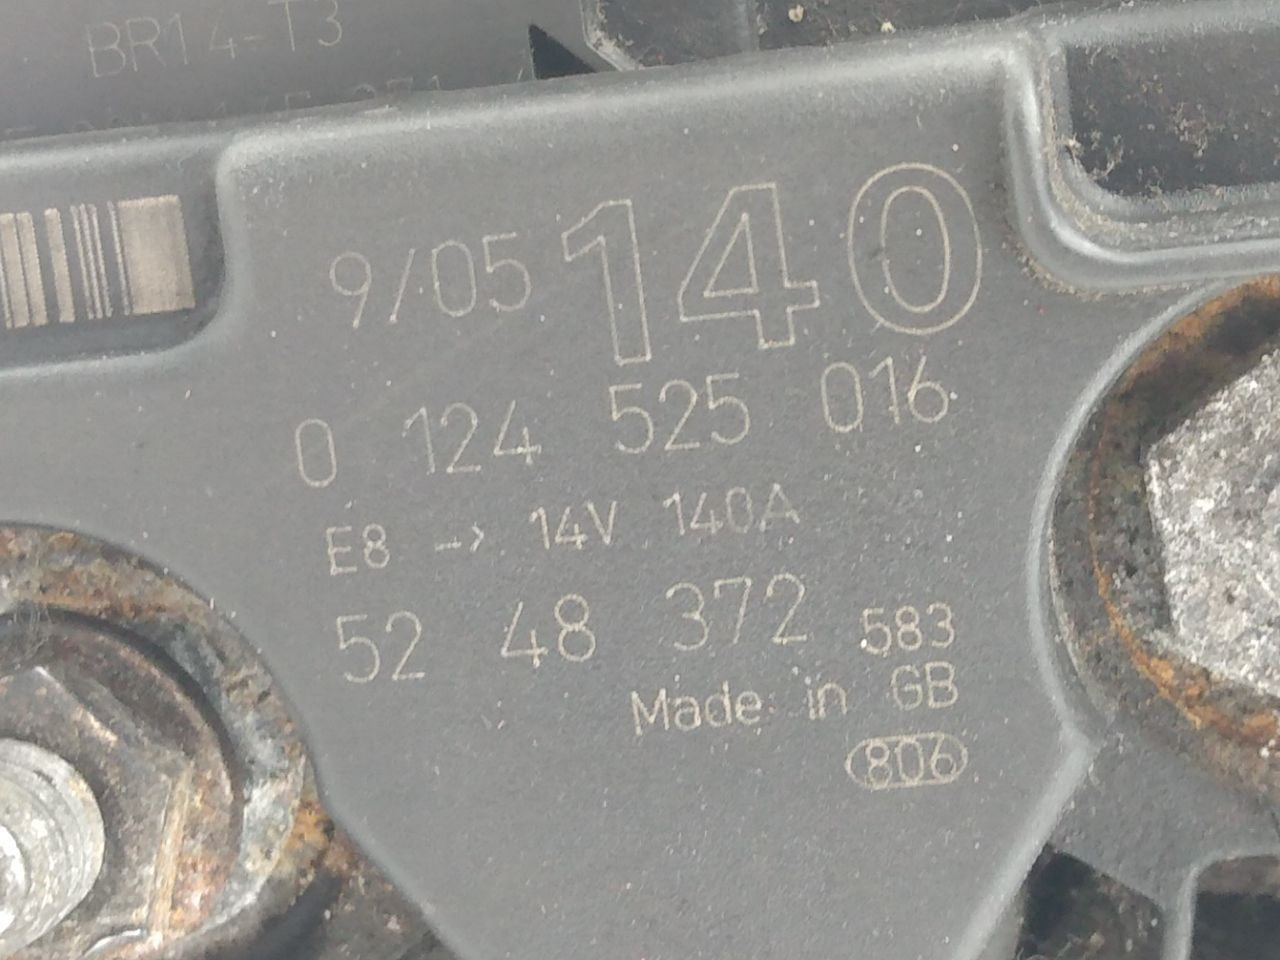 BR14-T3
9/05 140
0 124 525 016
E8 -> 14V 140A
52 48 372 583
Made in GB
806